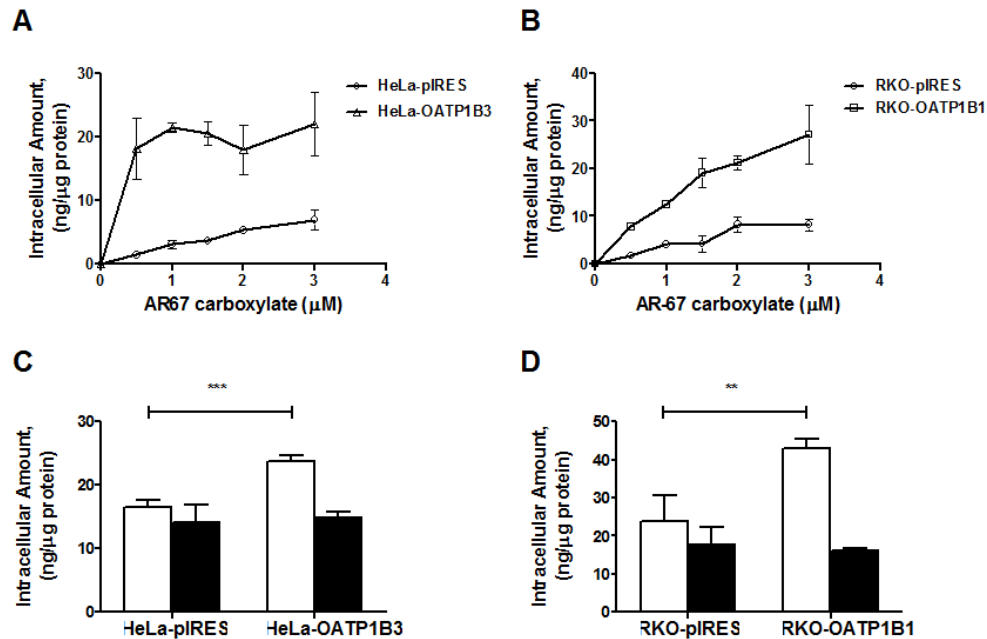 A
Intracellular Amount,
(ng/µg protein)
30
20
10
0
0
1
2
3
4
AR67 carboxylate (µM)
HeLa-pIRES
HeLa-OATP1B3
B
Intracellular Amount,
(ng/µg protein)
40
30
20
10
0
0
1
2
3
4
AR-67 carboxylate (µM)
RKO-pIRES
RKO-OATP1B1
C
***
Intracellular Amount,
(ng/µg protein)
30
20
10
0
HeLa-pIRES
HeLa-OATP1B3
D
**
Intracellular Amount,
(ng/µg protein)
50
40
30
20
10
0
RKO-pIRES
RKO-OATP1B1